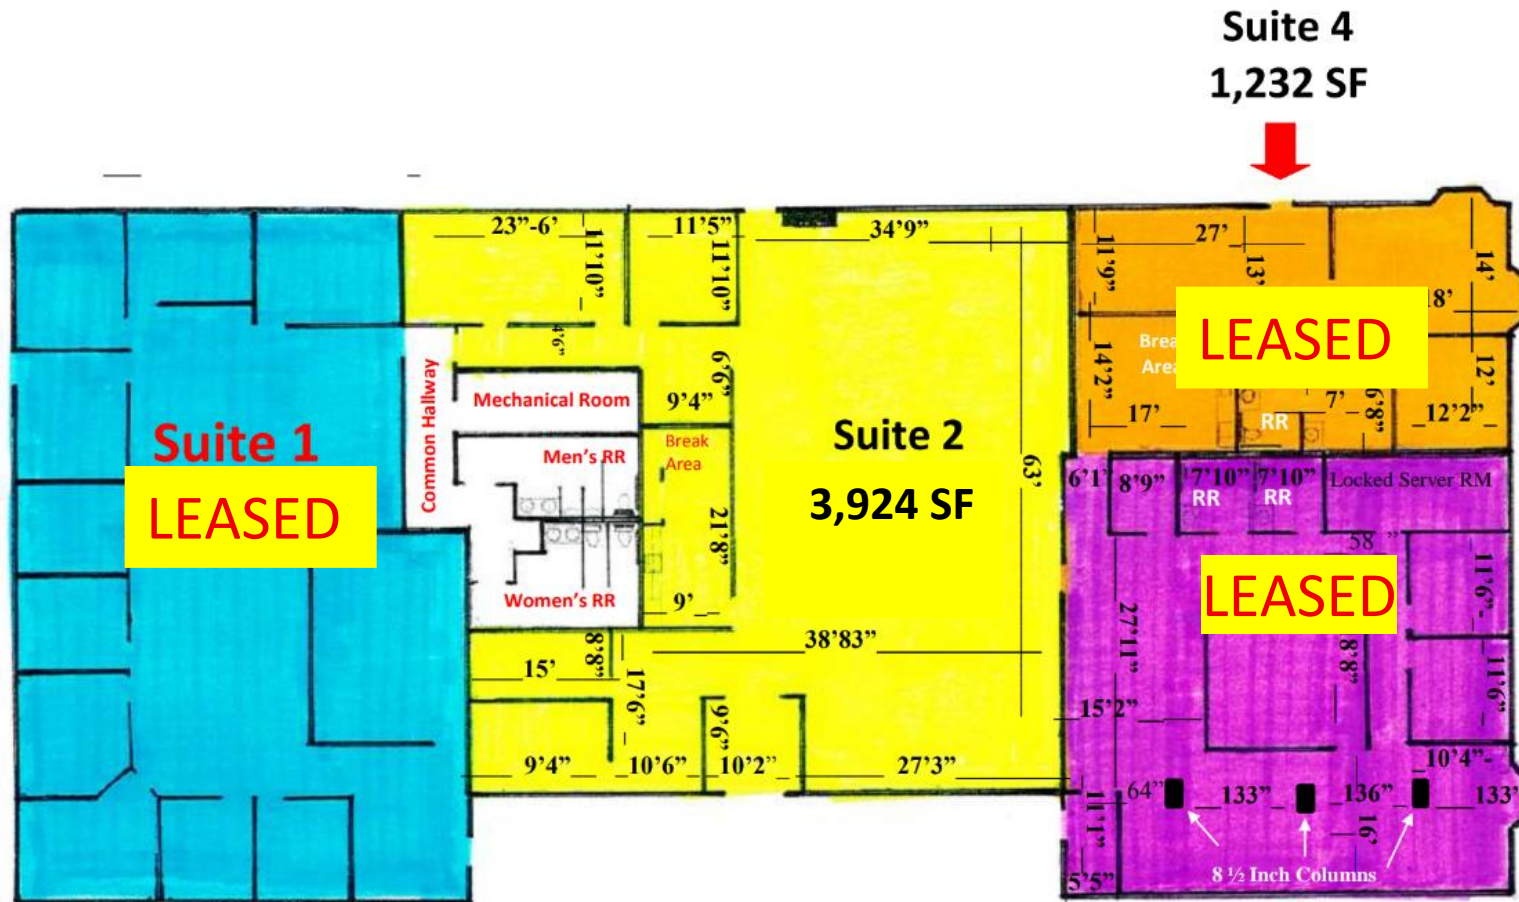 Suite 4
1,232 SF
23”-6’
11’10”
11’5”
11’10”
34’9”
11’9”
27’
13’
14’
18’
LEASED
4’6”
6’6”
Common Hallway
Mechanical Room
9’4”
Brea
Area
14’2”
12’
17’
7’
6’8”
12’2”
RR
Suite 1
LEASED
Men’s RR
Break
Area
Suite 2
3,924 SF
63’
6’1’
8’9”
7’10”
RR
7’10”
RR
Locked Server RM
21’8”
58 ”
LEASED
11’6”
Women’s RR
9’
27’11”
8’8”
38’83”
8’8”
15’
17’6”
11’6”
15’2”
9’6”
9’4”
10’6”
10’2”
27’3”
10’4”
11’1”
64”
133”
136”
133”
16’
5’5”
8 ½ Inch Columns